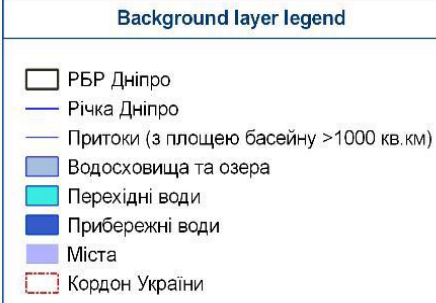 Background layer legend
РБР Дніпро
Річка Дніпро
Притоки (з площею басейну >1000 кв.км)
Водосховища та озера
Перехідні води
Прибережні води
Міста
Кордон України